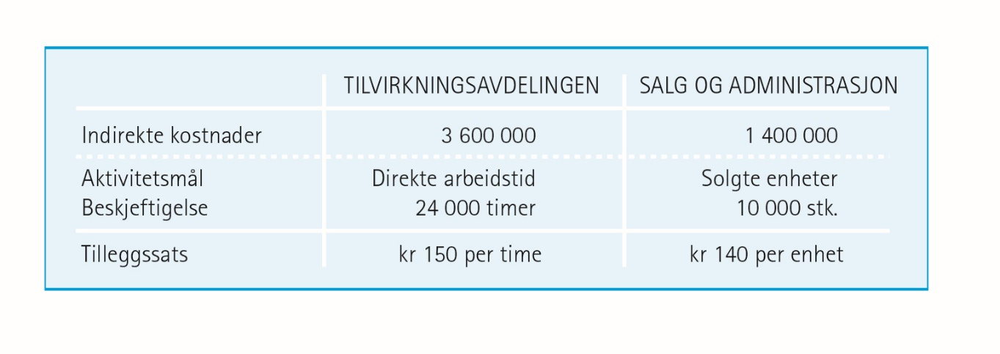 TILVIRKNINGSAVDELINGEN SALG OG ADMINISTRASJON
Indirekte kostnader 3 600 000 1 400 000
Aktivitetsmål Direkte arbeidstid Solgte enheter
Beskjeftigelse 24 000 timer 10 000 stk.
Tilleggssats kr 150 per time kr 140 per enhet